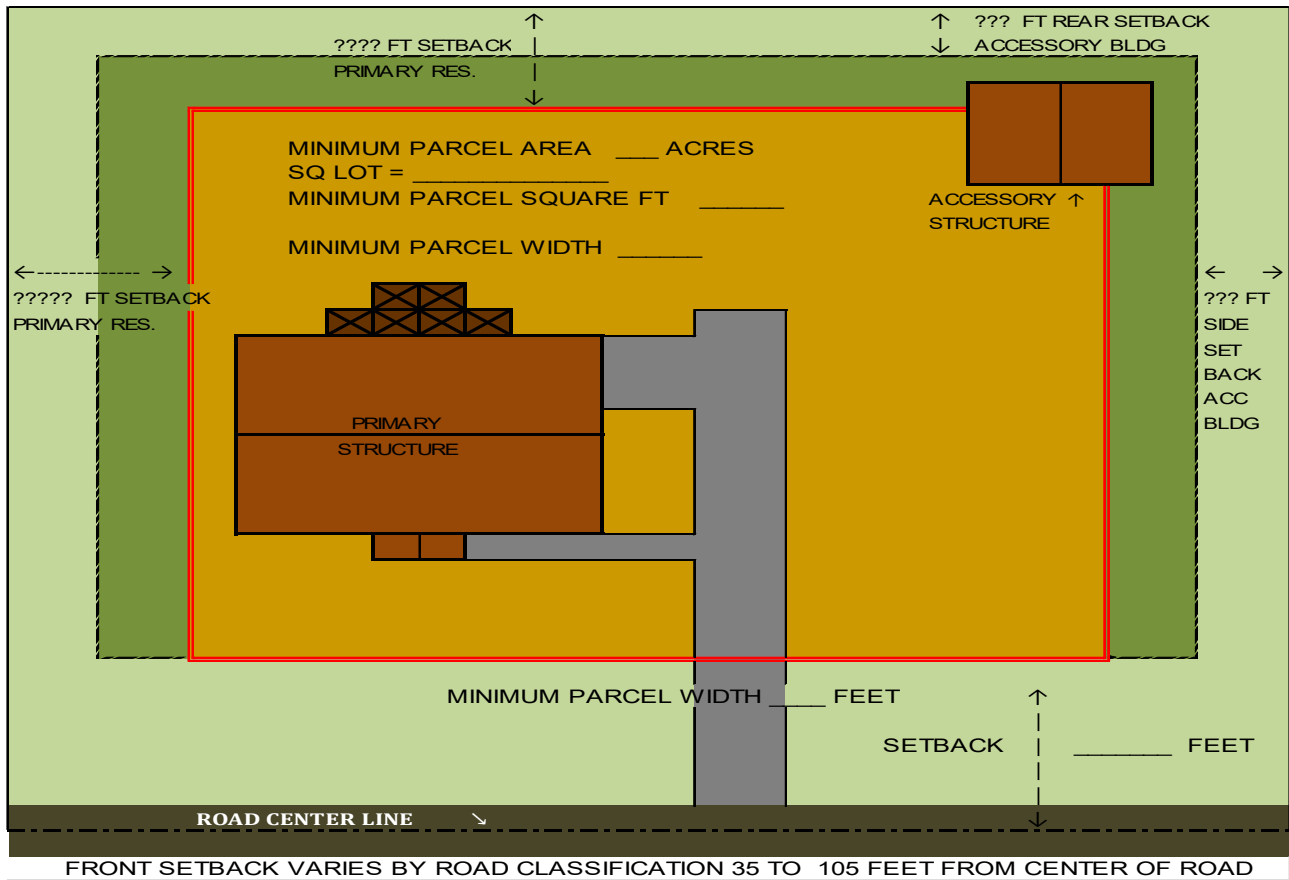 ???? FT SETBACK
PRIMARY RES.
??? FT REAR SETBACK
ACCESSORY BLDG
MINIMUM PARCEL AREA ___ ACRES
SQ LOT = ______________
MINIMUM PARCEL SQUARE FT ______
ACCESSORY ↑
STRUCTURE
MINIMUM PARCEL WIDTH ______
????? FT SETBACK
PRIMARY RES.
??? FT
SIDE
SET
BACK
ACC
BLDG
PRIMARY
STRUCTURE
MINIMUM PARCEL WIDTH ____ FEET
SETBACK _______ FEET
ROAD CENTER LINE ↘
FRONT SETBACK VARIES BY ROAD CLASSIFICATION 35 TO 105 FEET FROM CENTER OF ROAD